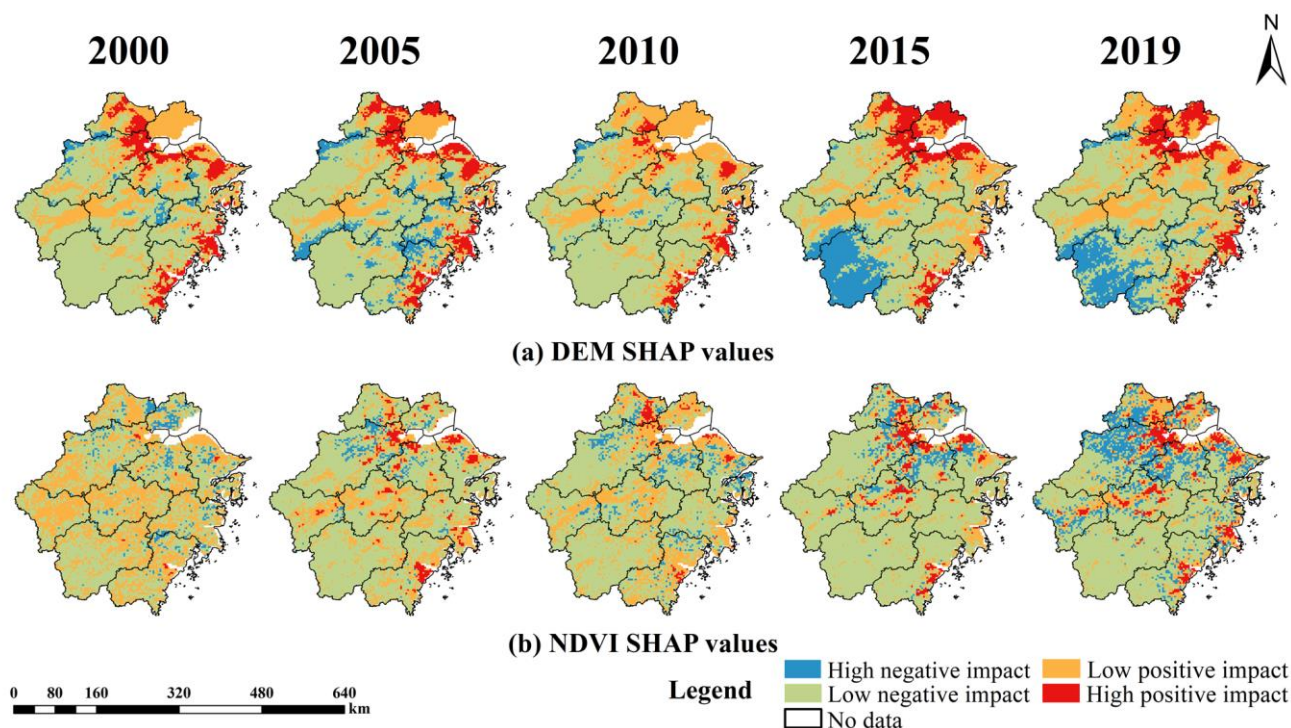 N
2000 2005 2010 2015 2019
(a) DEM SHAP values
(b) NDVI SHAP values
High negative impact Low positive impact
Legend Low negative impact High positive impact
No data
0 80 160 320 480 640
km